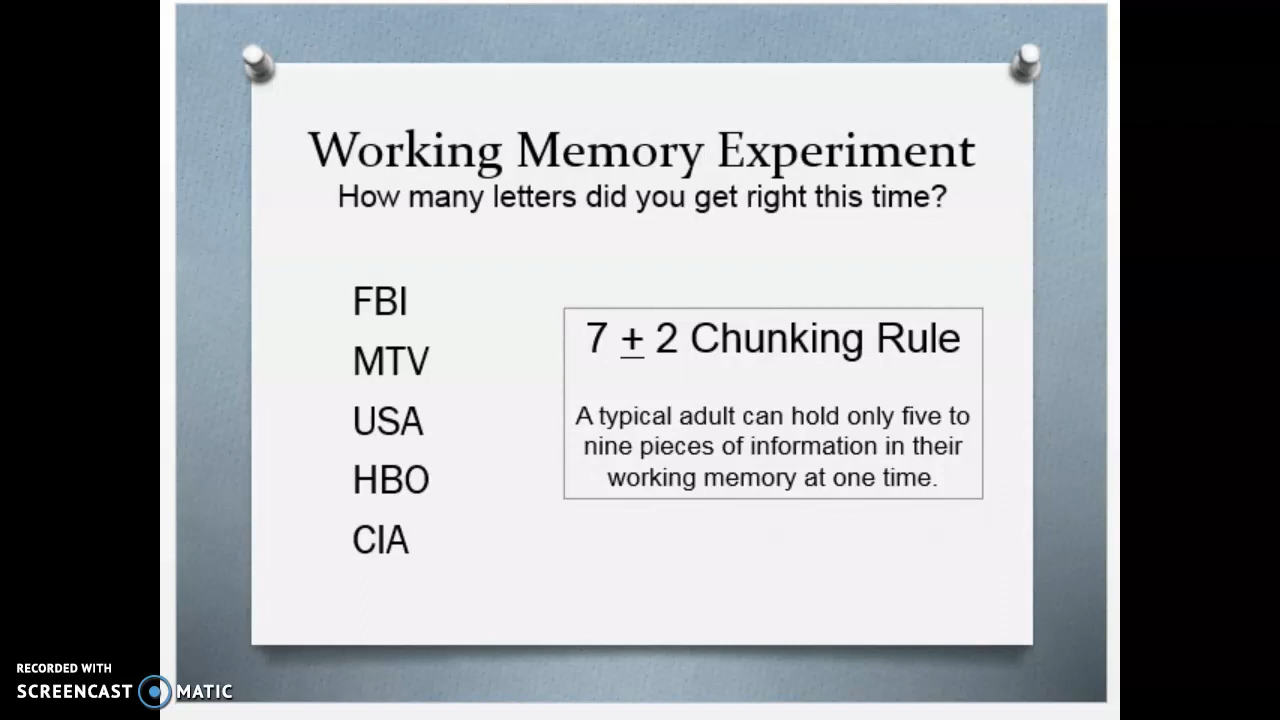 Working Memory Experiment
How many letters did you get right this time?
FBI
MTV
USA
HBO
CIA
7 + 2 Chunking Rule
A typical adult can hold only five to
nine pieces of information in their
working memory at one time.
RECORDED WITH
SCREENCAST MATIC